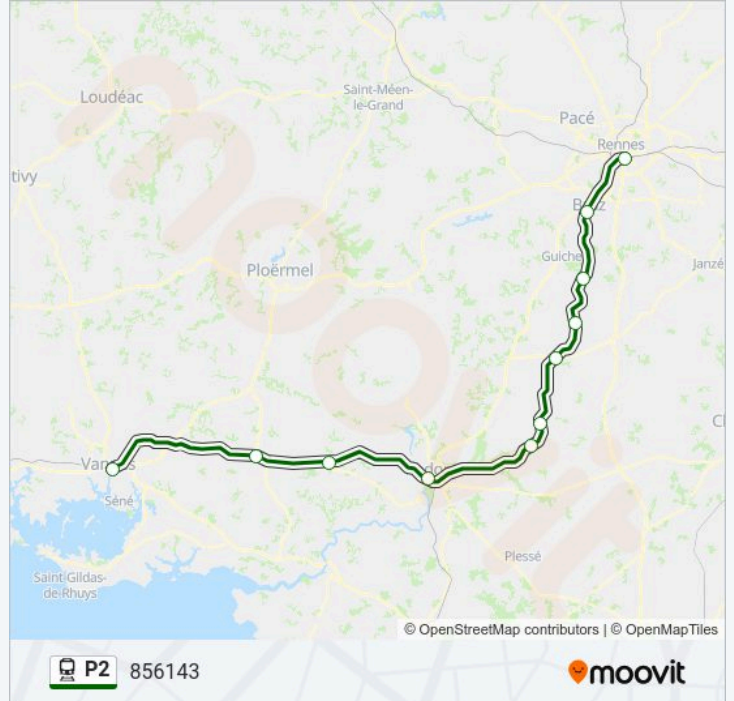 Loudéac
Saint-Méen-
le-Grand
Pacé
Rennes
tivy
Guiche
Janzé
Ploërmel
Séné
Plessé
Saint-Gildas-
de-Rhuys
© OpenStreetMap contributors | © OpenMapTiles
P2 856143
moovit